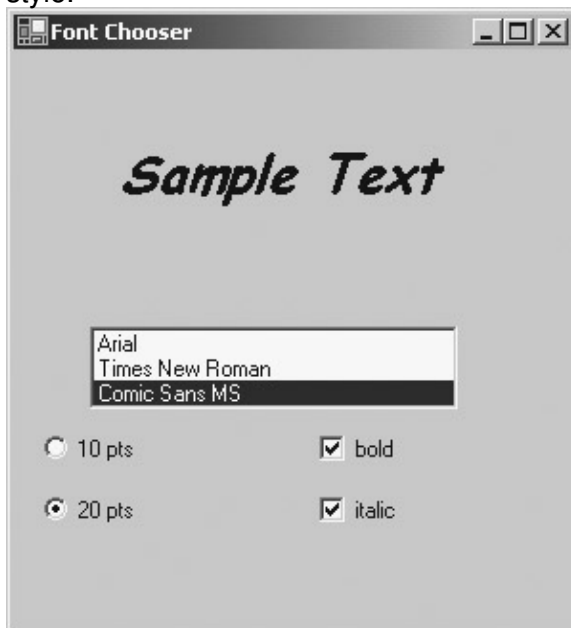 style.
Font Chooser
Sample Text
Arial
Times New Roman
Comic Sans MS
10 pts
bold
20 pts
italic